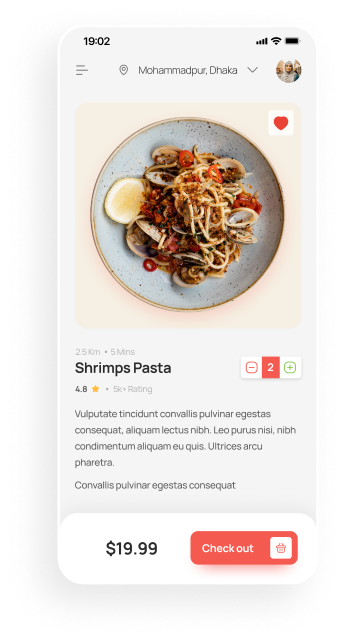 19:02
Mohammadpur, Dhaka
2.5 Km • 5 Mins
Shrimps Pasta
2
4.8 • 5k+ Rating
Vulputate tincidunt convallis pulvinar egestas
consequat, aliquam lectus nibh. Leo purus nisi, nibh
condimentum aliquam eu quis. Ultrices arcu
pharetra.
Convallis pulvinar egestas consequat
$19.99
Check out